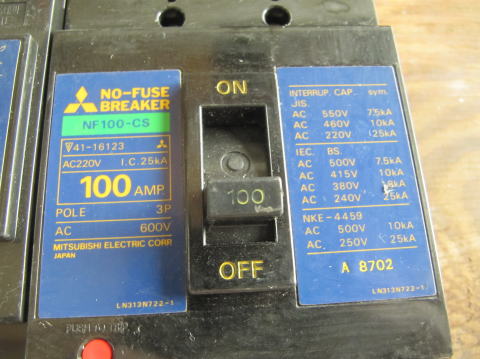 NO-FUSE
BREAKER
NF100-CS
41-16123
AC220V I.C.25kA
100 AMP
POLE 3P
AC 600V
MITSUBISHI ELECTRIC CORP
JAPAN
LN313N722-1
PUSH TO TRIP
ON
100
OFF
INTERRUP. CAP. sym.
JIS.
AC 550V 7.5kA
AC 460V 10kA
AC 220V 25kA
IEC. BS.
AC 500V 7.5kA
AC 415V 10kA
AC 380V
AC 240V 25kA
NKE-4459
AC 500V 10kA
AC 250V 25kA
A 8702
LN313N722-1